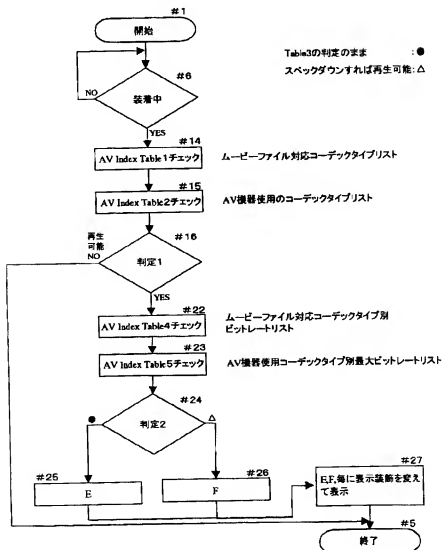 #1
開始
Table3の判定のまま :●
スペックダウンすれば再生可能:△
#6
NO
装着中
YES
#14
AV Index Table1チェック
ムービーファイル対応コーデックタイプリスト
#15
AV Index Table2チェック
AV機器使用のコーデックタイプリスト
#16
再生
可能
NO
判定1
YES
#22
AV Index Table4チェック
ムービーファイル対応コーデックタイプ別
ビットレートリスト
#23
AV Index Table5チェック
AV機器使用コーデックタイプ別最大ビットレートリスト
#24
●
判定2
△
#25
E
#26
F
#27
E,F,毎に表示装飾を変え
て表示
#5
終了